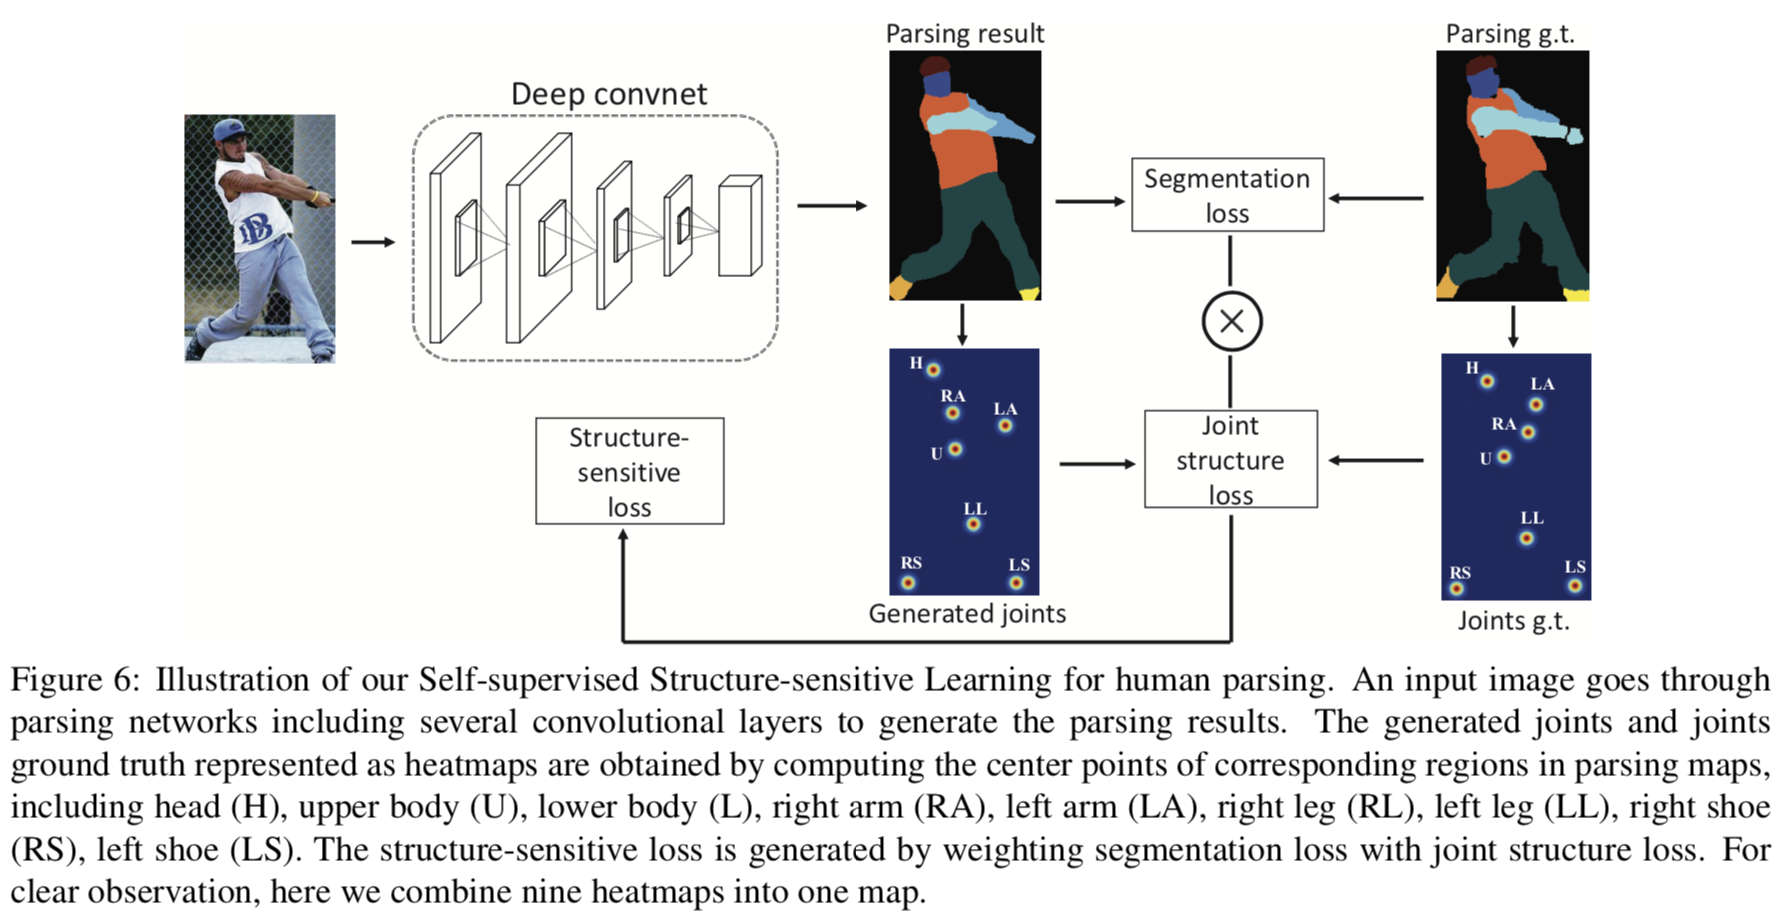 Parsing result
Parsing g.t.
Deep convnet
Segmentation
loss
H
RA
LA
U
LL
RS
LS
Generated joints
Joint
structure
loss
H
LA
RA
U
LL
RS
LS
Joints g.t.
Structure-
sensitive
loss
Figure 6: Illustration of our Self-supervised Structure-sensitive Learning for human parsing. An input image goes through
parsing networks including several convolutional layers to generate the parsing results. The generated joints and joints
ground truth represented as heatmaps are obtained by computing the center points of corresponding regions in parsing maps,
including head (H), upper body (U), lower body (L), right arm (RA), left arm (LA), right leg (RL), left leg (LL), right shoe
(RS), left shoe (LS). The structure-sensitive loss is generated by weighting segmentation loss with joint structure loss. For
clear observation, here we combine nine heatmaps into one map.